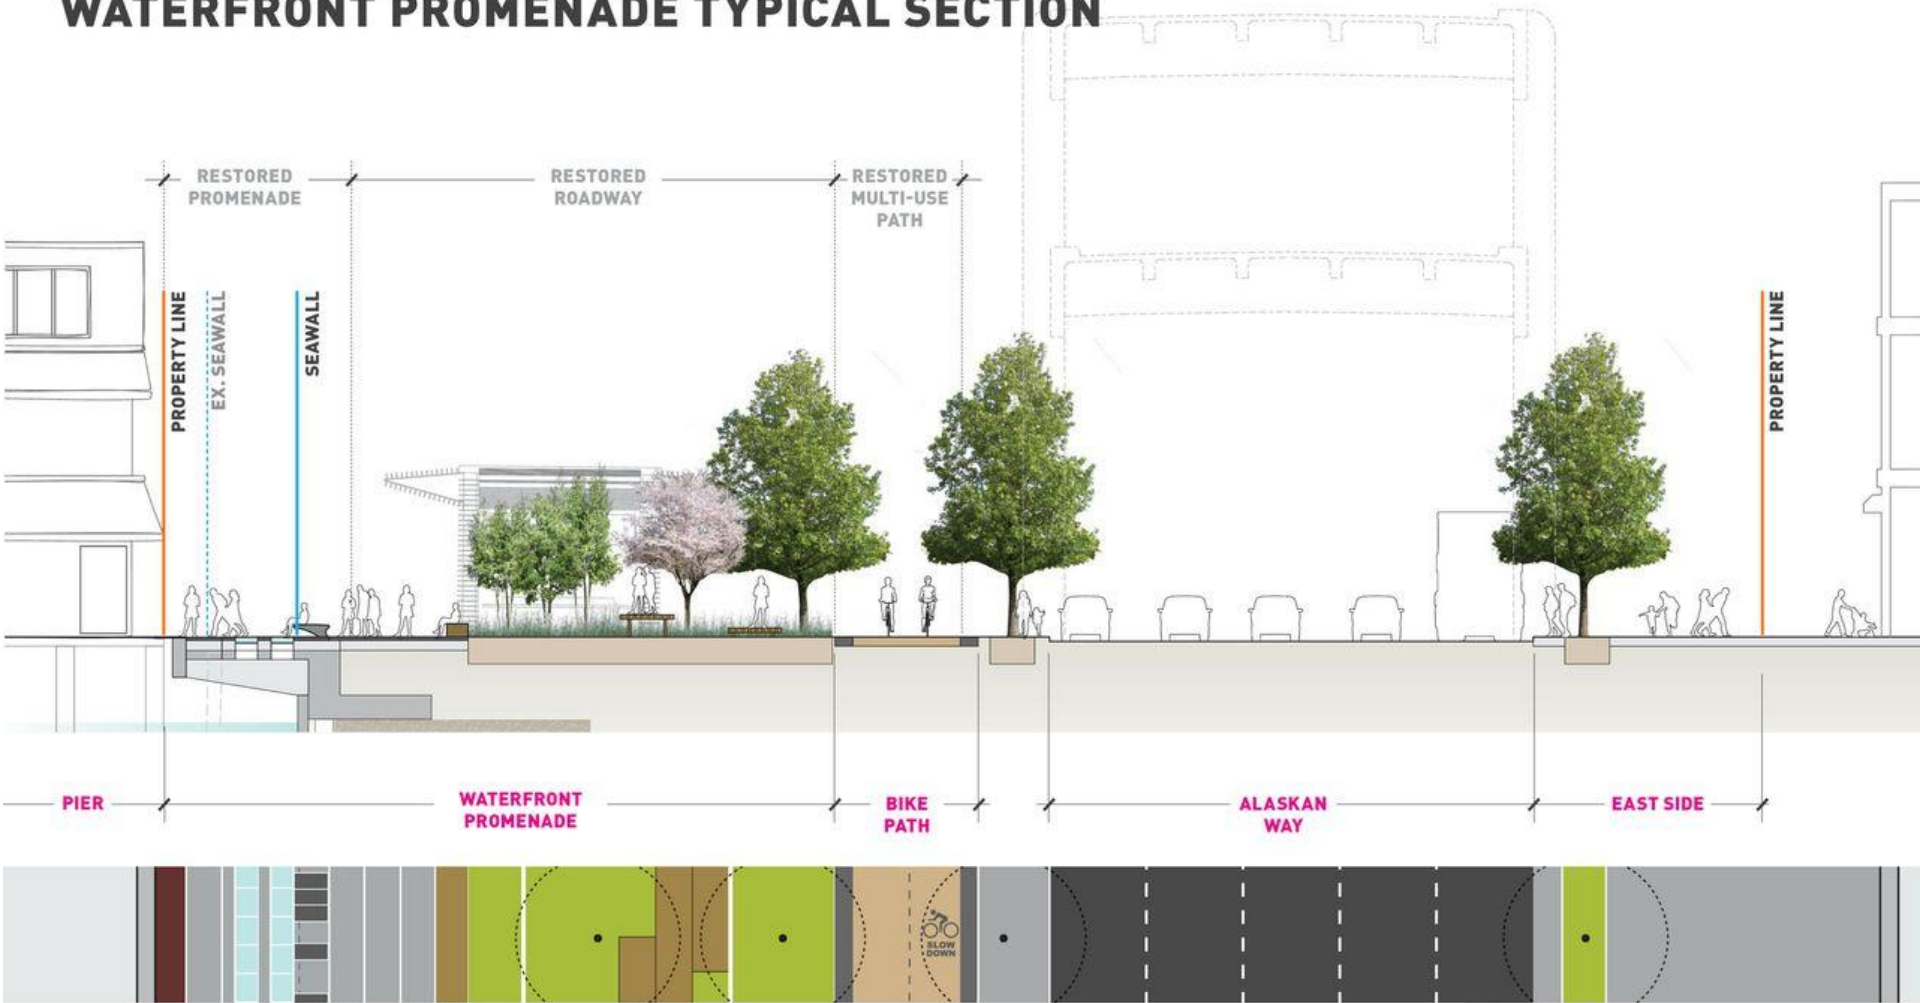 WATERFRONT PROMENADE TYPICAL SECTION
RESTORED
PROMENADE
RESTORED
ROADWAY
RESTORED
MULTI-USE
PATH
PROPERTY LINE
EX. SEAWALL
SEAWALL
PROPERTY LINE
PIER
WATERFRONT
PROMENADE
BIKE
PATH
ALASKAN
WAY
EAST SIDE
SLOW
DOWN